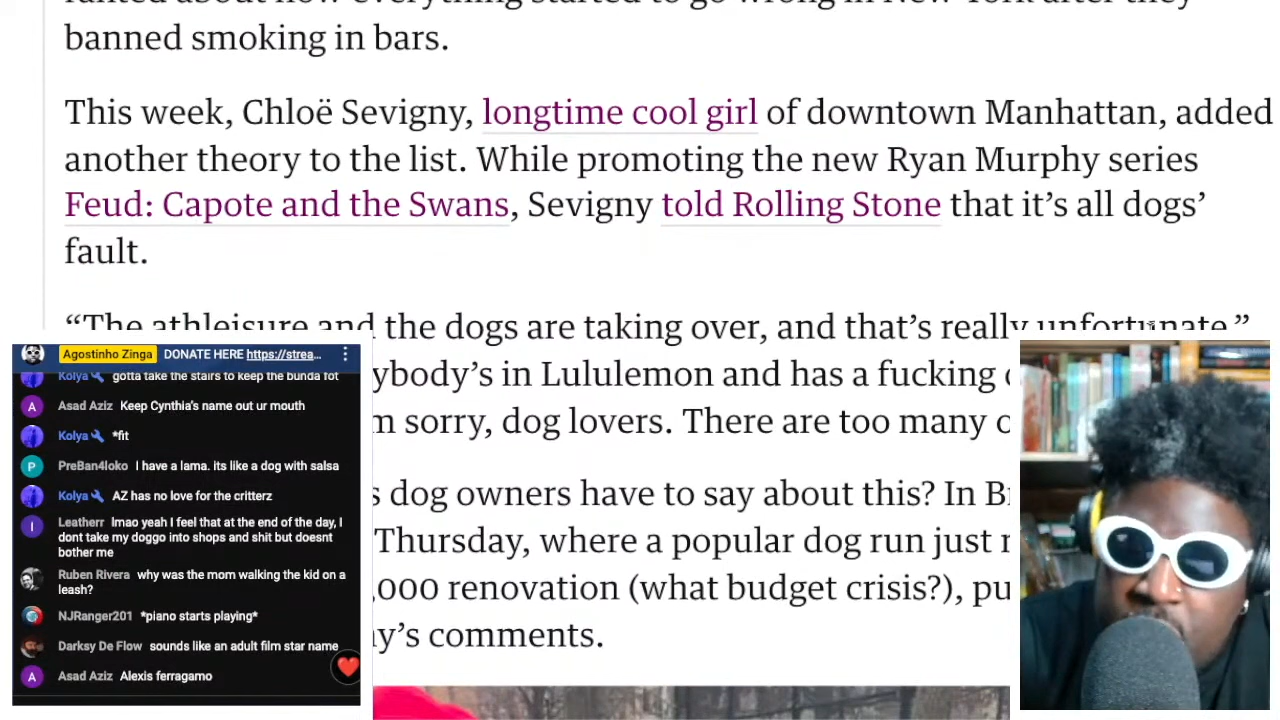 banned smoking in bars.
This week, Chloë Sevigny, longtime cool girl of downtown Manhattan, added
another theory to the list. While promoting the new Ryan Murphy series
Feud: Capote and the Swans, Sevigny told Rolling Stone that it’s all dogs’
fault.
“The athleisure and the dogs are taking over, and that’s really unfortunate,”
ybody’s in Lululemon and has a fucking
m sorry, dog lovers. There are too many
s dog owners have to say about this? In
Thursday, where a popular dog run just
,000 renovation (what budget crisis?),
y’s comments.
Agostinho Zinga DONATE HERE https://strea...
Kolya gotta take the stairs to keep the bunda fot
Asad Aziz Keep Cynthia's name out ur mouth
Kolya *fit
PreBan4loko I have a lama. its like a dog with salsa
Kolya AZ has no love for the critterz
Leatherr lmao yeah I feel that at the end of the day, I
dont take my doggo into shops and shit but doesnt
bother me
Ruben Rivera why was the mom walking the kid on a
leash?
NJRanger201 *piano starts playing*
Darksy De Flow sounds like an adult film star name
Asad Aziz Alexis ferragamo